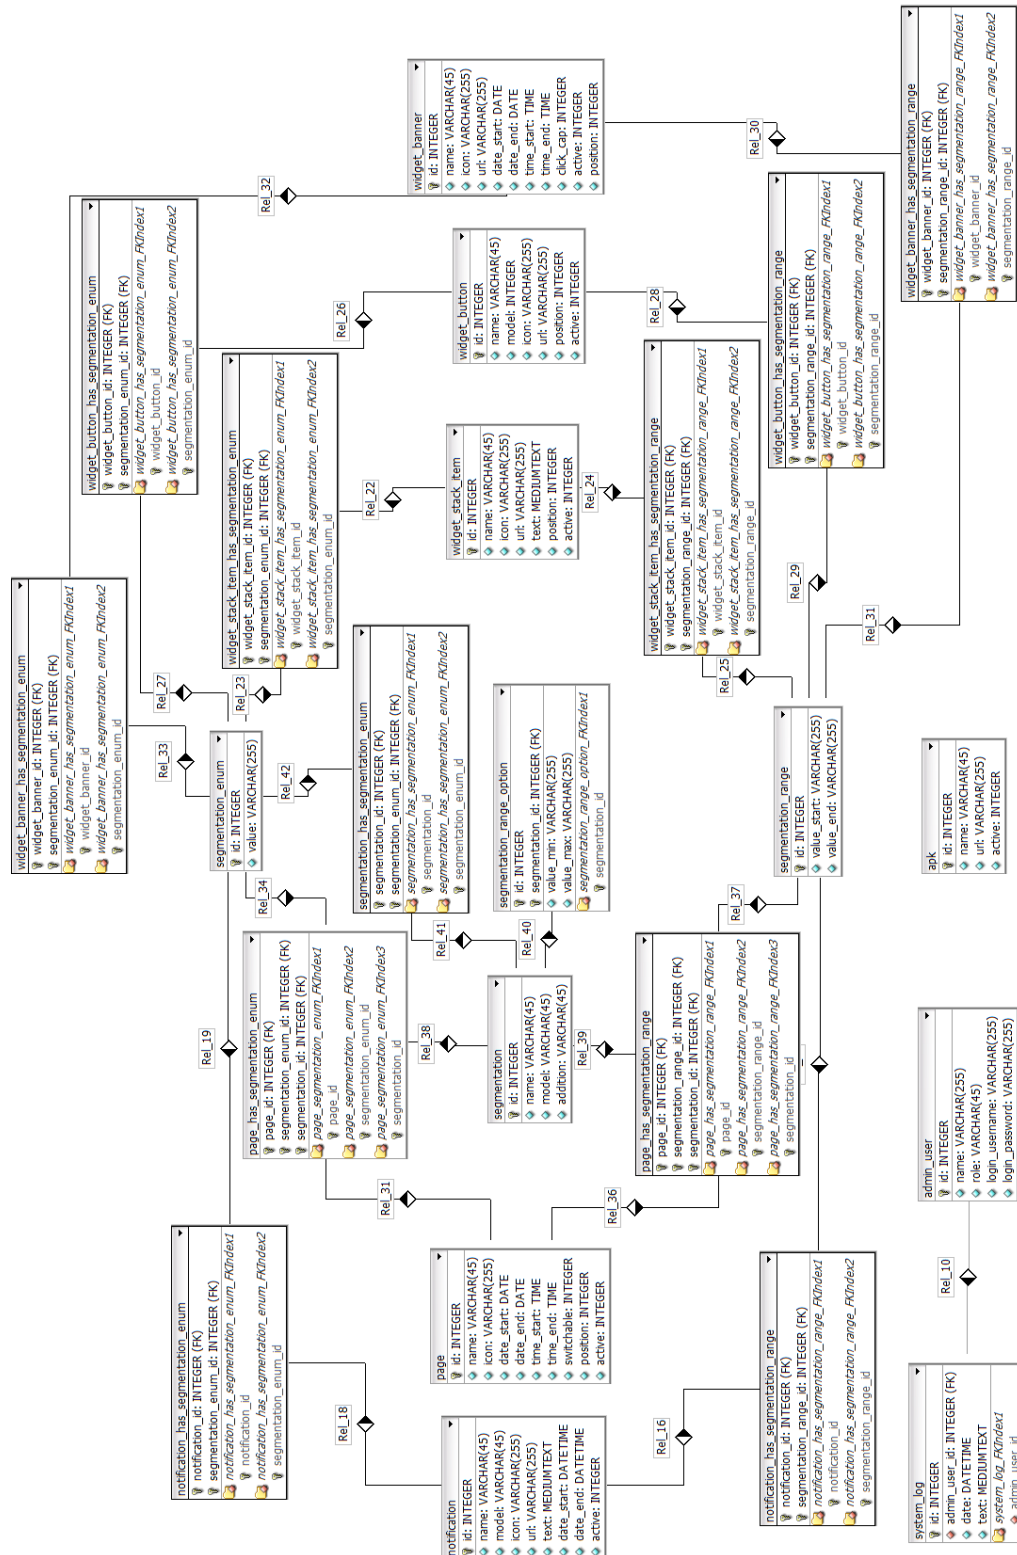 notification_has_segmentation_enum
notification_id: INTEGER (FK)
segmentation_enum_id: INTEGER (FK)
notification_has_segmentation_enum_FKIndex1
notification_id
notification_has_segmentation_enum_FKIndex2
segmentation_enum_id
widget_banner_has_segmentation_enum
widget_banner_id: INTEGER (FK)
segmentation_enum_id: INTEGER (FK)
widget_banner_has_segmentation_enum_FKIndex1
widget_banner_id
widget_banner_has_segmentation_enum_FKIndex2
segmentation_enum_id
widget_button_has_segmentation_enum
widget_button_id: INTEGER (FK)
segmentation_enum_id: INTEGER (FK)
widget_button_has_segmentation_enum_FKIndex1
widget_button_id
widget_button_has_segmentation_enum_FKIndex2
segmentation_enum_id
Rel_19
Rel_34
Rel_33
Rel_27
Rel_23
Rel_42
Rel_32
Rel_26
segmentation_enum
id: INTEGER
value: VARCHAR(255)
widget_stack_item_has_segmentation_enum
widget_stack_item_id: INTEGER (FK)
segmentation_enum_id: INTEGER (FK)
widget_stack_item_has_segmentation_enum_FKIndex1
widget_stack_item_id
widget_stack_item_has_segmentation_enum_FKIndex2
segmentation_enum_id
page_has_segmentation_enum
page_id: INTEGER (FK)
segmentation_enum_id: INTEGER (FK)
segmentation_id: INTEGER (FK)
page_segmentation_enum_FKIndex1
page_id
page_segmentation_enum_FKIndex2
segmentation_enum_id
page_segmentation_enum_FKIndex3
segmentation_id
segmentation_has_segmentation_enum
segmentation_id: INTEGER (FK)
segmentation_enum_id: INTEGER (FK)
segmentation_has_segmentation_enum_FKIndex1
segmentation_id
segmentation_has_segmentation_enum_FKIndex2
segmentation_enum_id
Rel_18
Rel_31
Rel_38
Rel_41
Rel_22
notification
id: INTEGER
name: VARCHAR(45)
model: VARCHAR(45)
icon: VARCHAR(255)
url: VARCHAR(255)
text: MEDIUMTEXT
date_start: DATETIME
date_end: DATETIME
active: INTEGER
page
id: INTEGER
name: VARCHAR(45)
icon: VARCHAR(255)
date_start: DATE
date_end: DATE
time_start: TIME
time_end: TIME
switchable: INTEGER
position: INTEGER
active: INTEGER
segmentation
id: INTEGER
name: VARCHAR(45)
model: VARCHAR(45)
addition: VARCHAR(45)
segmentation_range_option
id: INTEGER
segmentation_id: INTEGER (FK)
value_min: VARCHAR(255)
value_max: VARCHAR(255)
segmentation_range_option_FKIndex1
segmentation_id
widget_stack_item
id: INTEGER
name: VARCHAR(45)
icon: VARCHAR(255)
url: VARCHAR(255)
text: MEDIUMTEXT
position: INTEGER
active: INTEGER
widget_button
id: INTEGER
name: VARCHAR(45)
model: INTEGER
icon: VARCHAR(255)
url: VARCHAR(255)
position: INTEGER
active: INTEGER
widget_banner
id: INTEGER
name: VARCHAR(45)
icon: VARCHAR(255)
url: VARCHAR(255)
date_start: DATE
date_end: DATE
time_start: TIME
time_end: TIME
click_cap: INTEGER
active: INTEGER
position: INTEGER
Rel_16
Rel_36
Rel_39
Rel_40
Rel_24
Rel_28
Rel_30
page_has_segmentation_range
page_id: INTEGER (FK)
segmentation_range_id: INTEGER (FK)
segmentation_id: INTEGER (FK)
page_has_segmentation_range_FKIndex1
page_id
page_has_segmentation_range_FKIndex2
segmentation_range_id
page_has_segmentation_range_FKIndex3
segmentation_id
widget_stack_item_has_segmentation_range
widget_stack_item_id: INTEGER (FK)
segmentation_range_id: INTEGER (FK)
widget_stack_item_has_segmentation_range_FKIndex1
widget_stack_item_id
widget_stack_item_has_segmentation_range_FKIndex2
segmentation_range_id
Rel_37
Rel_25
Rel_29
Rel_31
notification_has_segmentation_range
notification_id: INTEGER (FK)
segmentation_range_id: INTEGER (FK)
notification_has_segmentation_range_FKIndex1
notification_id
notification_has_segmentation_range_FKIndex2
segmentation_range_id
segmentation_range
id: INTEGER
value_start: VARCHAR(255)
value_end: VARCHAR(255)
widget_button_has_segmentation_range
widget_button_id: INTEGER (FK)
segmentation_range_id: INTEGER (FK)
widget_button_has_segmentation_range_FKIndex1
widget_button_id
widget_button_has_segmentation_range_FKIndex2
segmentation_range_id
widget_banner_has_segmentation_range
widget_banner_id: INTEGER (FK)
segmentation_range_id: INTEGER (FK)
widget_banner_has_segmentation_range_FKIndex1
widget_banner_id
widget_banner_has_segmentation_range_FKIndex2
segmentation_range_id
system_log
id: INTEGER
admin_user_id: INTEGER (FK)
date: DATETIME
text: MEDIUMTEXT
system_log_FKIndex1
admin_user_id
Rel_10
admin_user
id: INTEGER
name: VARCHAR(255)
role: VARCHAR(45)
login_username: VARCHAR(255)
login_password: VARCHAR(255)
apk
id: INTEGER
name: VARCHAR(45)
url: VARCHAR(255)
active: INTEGER